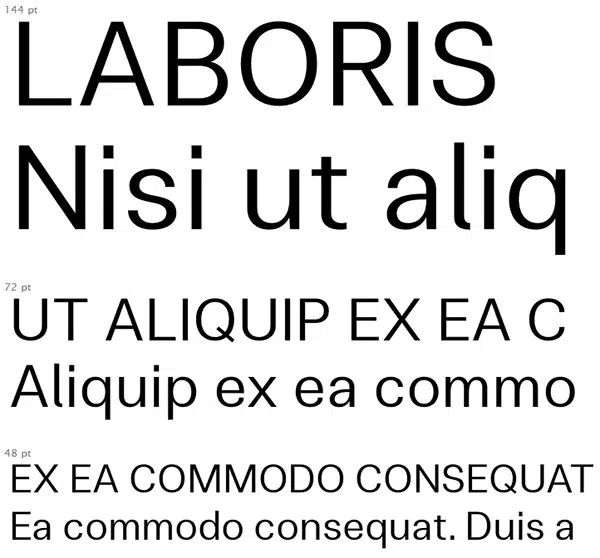 144 pt
LABORIS
Nisi ut aliq
72 pt
UT ALIQUIP EX EA C
Aliquip ex ea commo
48 pt
EX EA COMMODO CONSEQUAT
Ea commodo consequat. Duis a